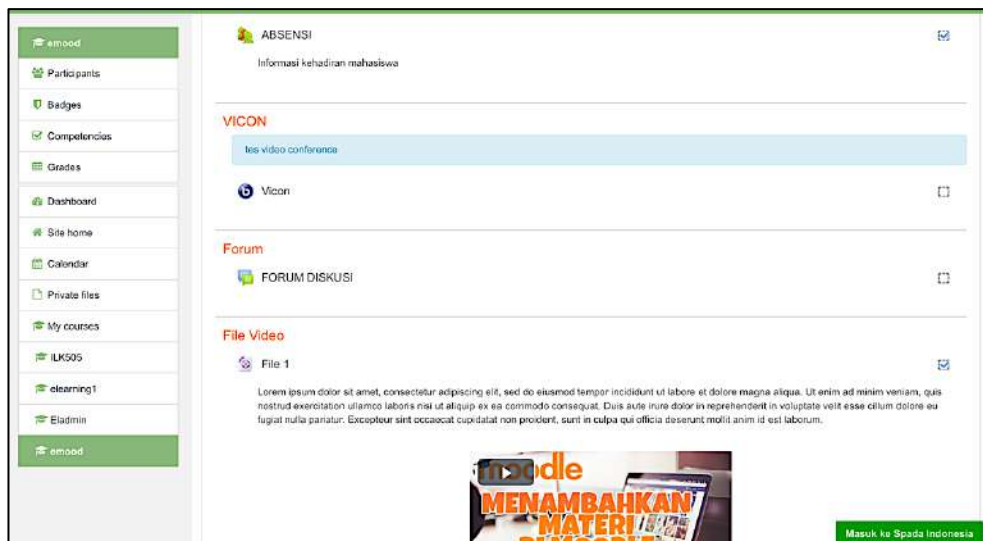 emood
Participants
Badges
Competencies
Grades
Dashboard
Site home
Calendar
Private files
My courses
ILK505
elearning1
Eladmin
emood
ABSENSI
Informasi kehadiran mahasiswa
VICON
tes video conference
Vicon
Forum
FORUM DISKUSI
File Video
File 1
Lorem ipsum dolor sit amet, consectetur adipiscing elit, sed do eiusmod tempor incididunt ut labore et dolore magna aliqua. Ut enim ad minim veniam, quis
nostrud exercitation ullamco laboris nisi ut aliquip ex ea commodo consequat. Duis aute irure dolor in reprehenderit in voluptate velit esse cillum dolore eu
fugiat nulla pariatur. Excepteur sint occaecat cupidatat non proident, sunt in culpa qui officia deserunt mollit anim id est laborum.
moodle
MENAMBAHKAN
MATERI
DI MOODLE
Masuk ke Spada Indonesia